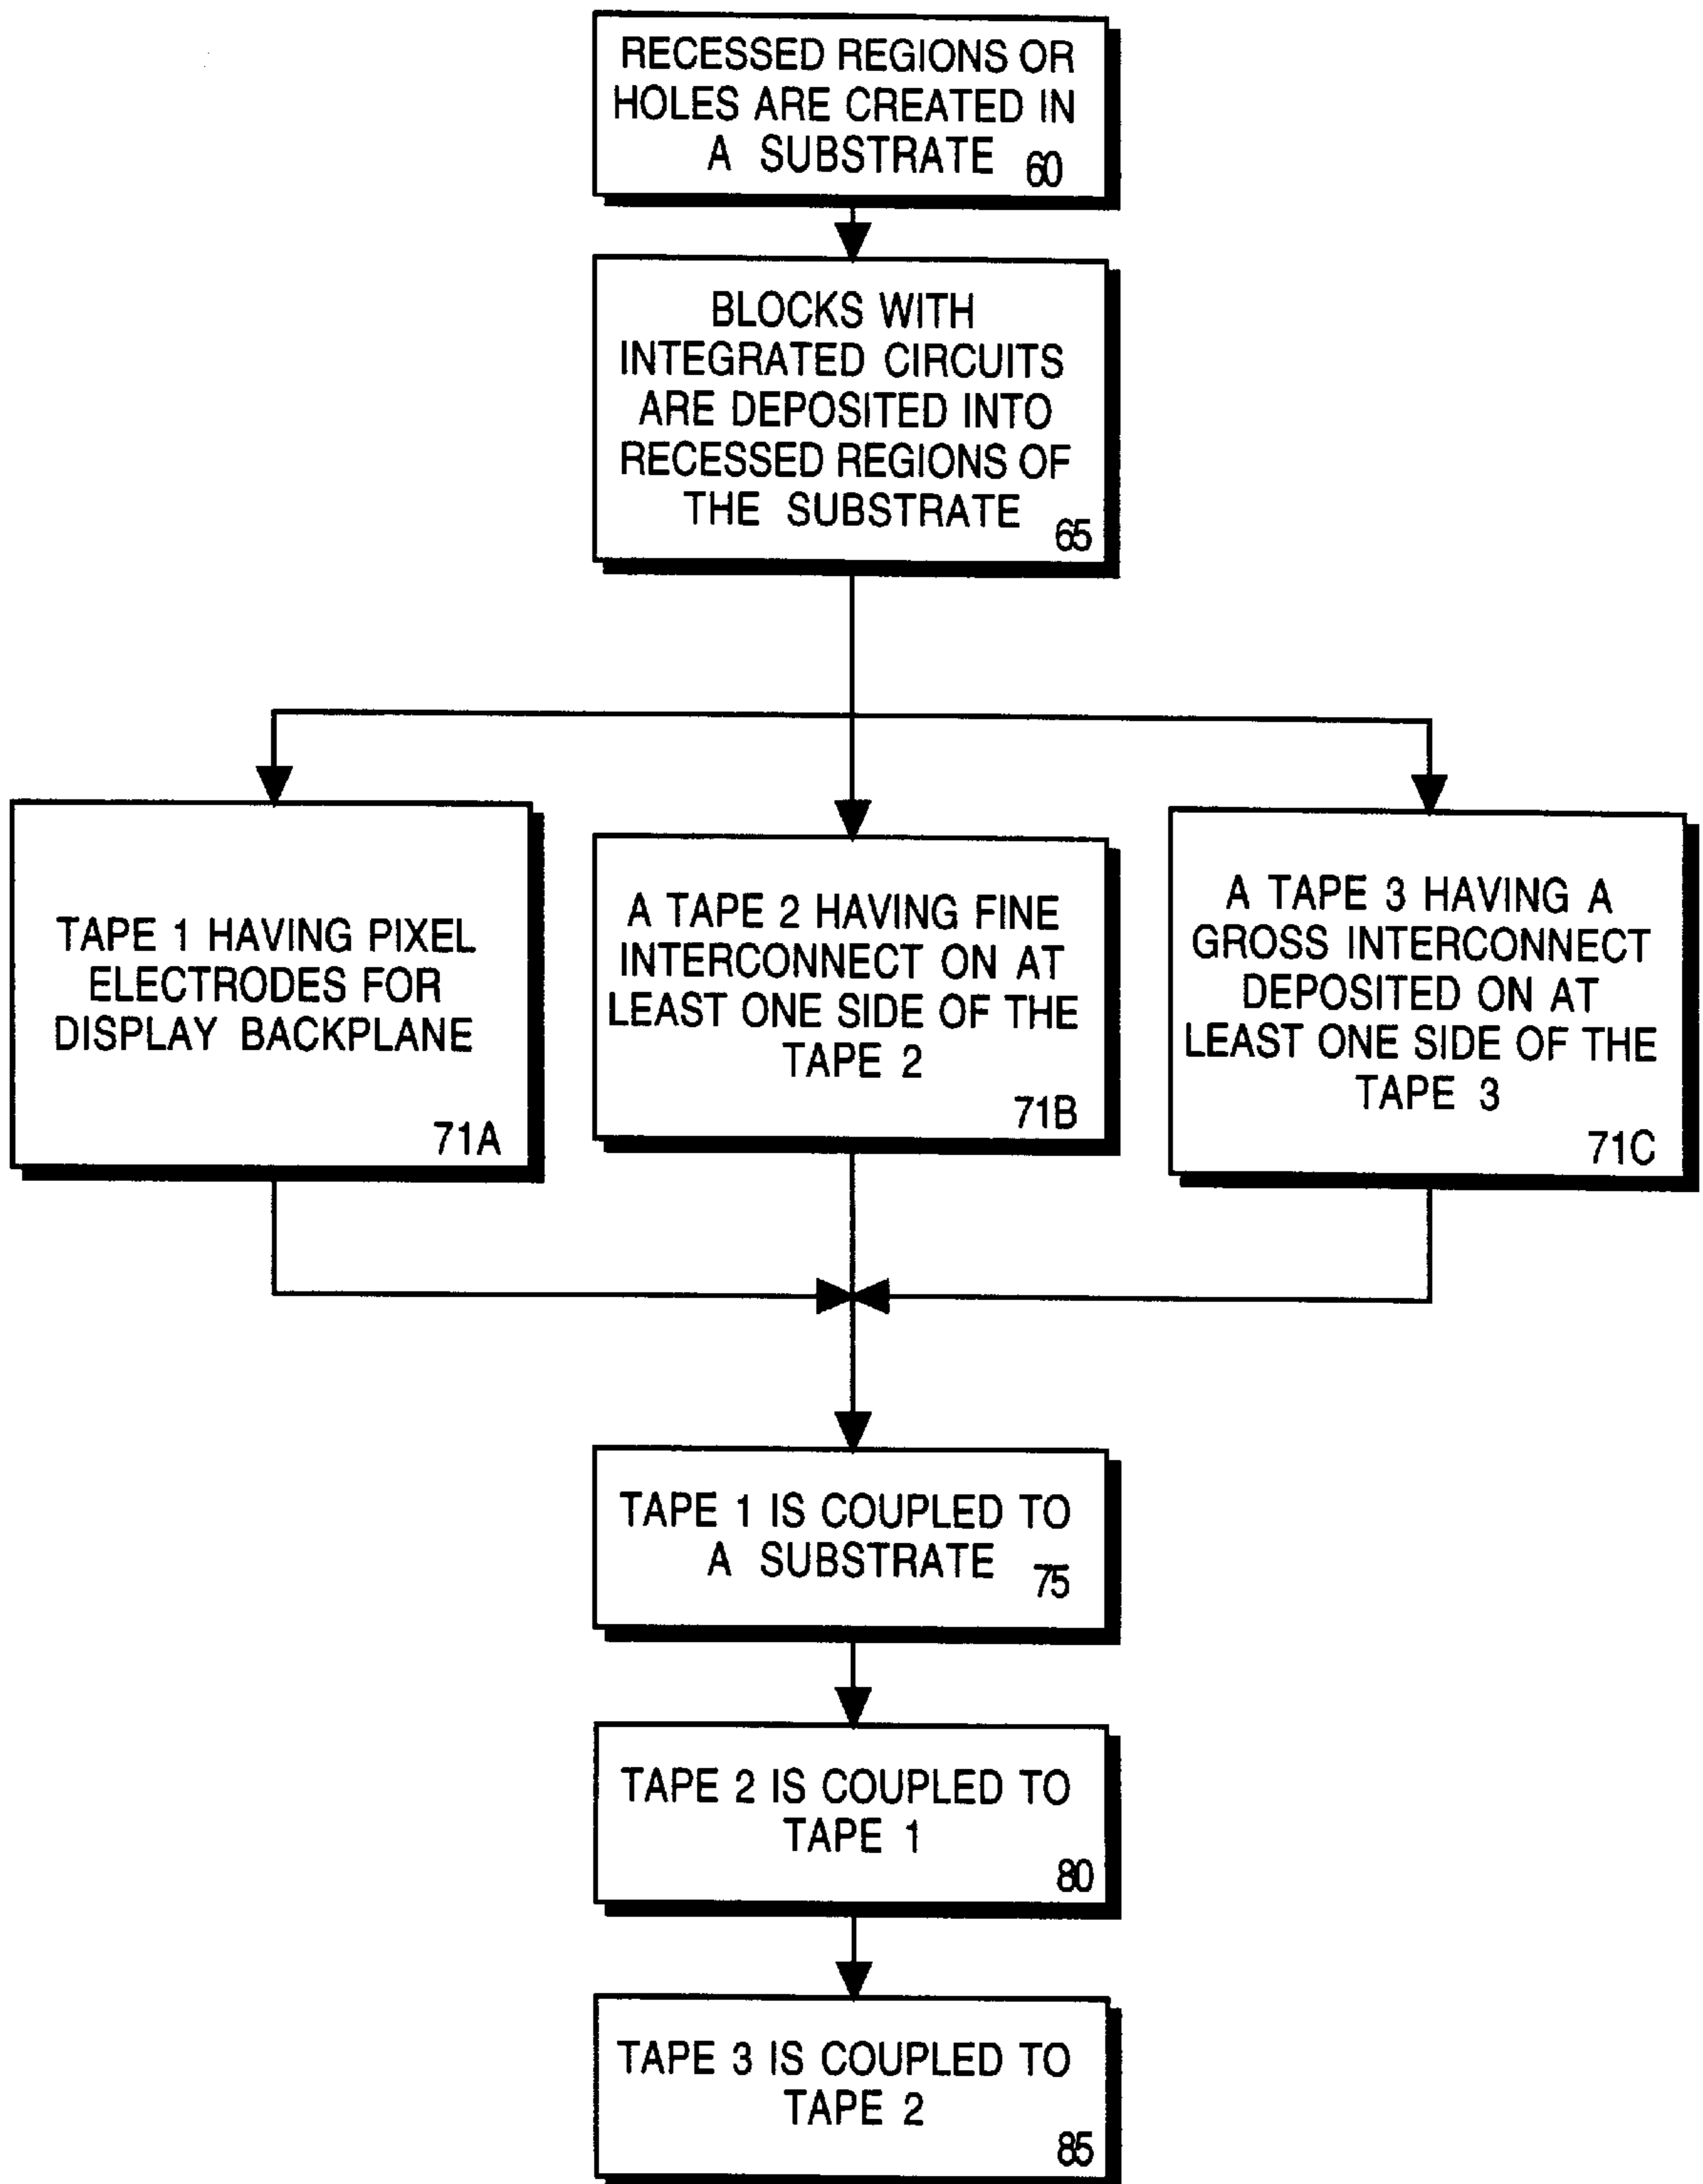 RECESSED REGIONS OR
HOLES ARE CREATED IN
A SUBSTRATE 60
BLOCKS WITH
INTEGRATED CIRCUITS
ARE DEPOSITED INTO
RECESSED REGIONS OF
THE SUBSTRATE
65
TAPE 1 HAVING PIXEL
ELECTRODES FOR
DISPLAY BACKPLANE
71A
A TAPE 2 HAVING FINE
INTERCONNECT ON AT
LEAST ONE SIDE OF THE
TAPE 2
71B
A TAPE 3 HAVING A
GROSS INTERCONNECT
DEPOSITED ON AT
LEAST ONE SIDE OF THE
TAPE 3
71C
TAPE 1 IS COUPLED TO
A SUBSTRATE 75
TAPE 2 IS COUPLED TO
TAPE 1
80
TAPE 3 IS COUPLED TO
TAPE 2
85